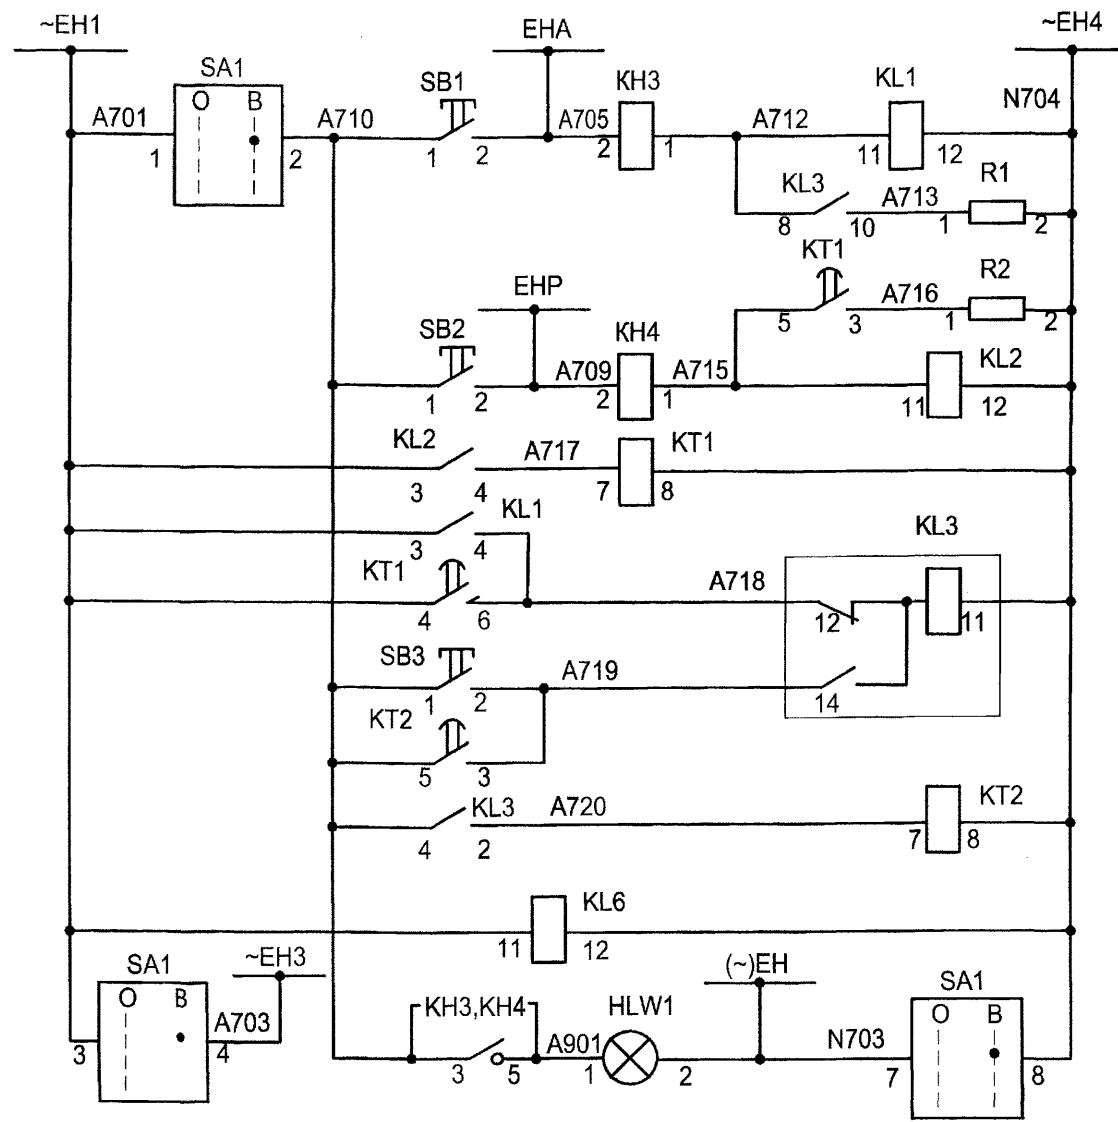 ~EH1
EHA
~EH4
SA1
O B
SB1
KH3
KL1
N704
A701
A710
A705
A712
1
2
1
2
2
1
11
12
KL3
A713
R1
8
10
1
2
KT1
EHP
A716
R2
5
3
1
2
SB2
KH4
KL2
A709
A715
1
2
2
1
11
12
KL2
A717
KT1
3
4
7
8
KL1
KL3
3
4
KT1
A718
4
6
12
11
SB3
A719
1
2
14
KT2
5
3
KL3
A720
KT2
4
2
7
8
KL6
11
12
SA1
~EH3
(~)EH
SA1
O B
O B
A703
KH3,KH4
HLW1
3
4
A901
N703
3
5
1
2
7
8